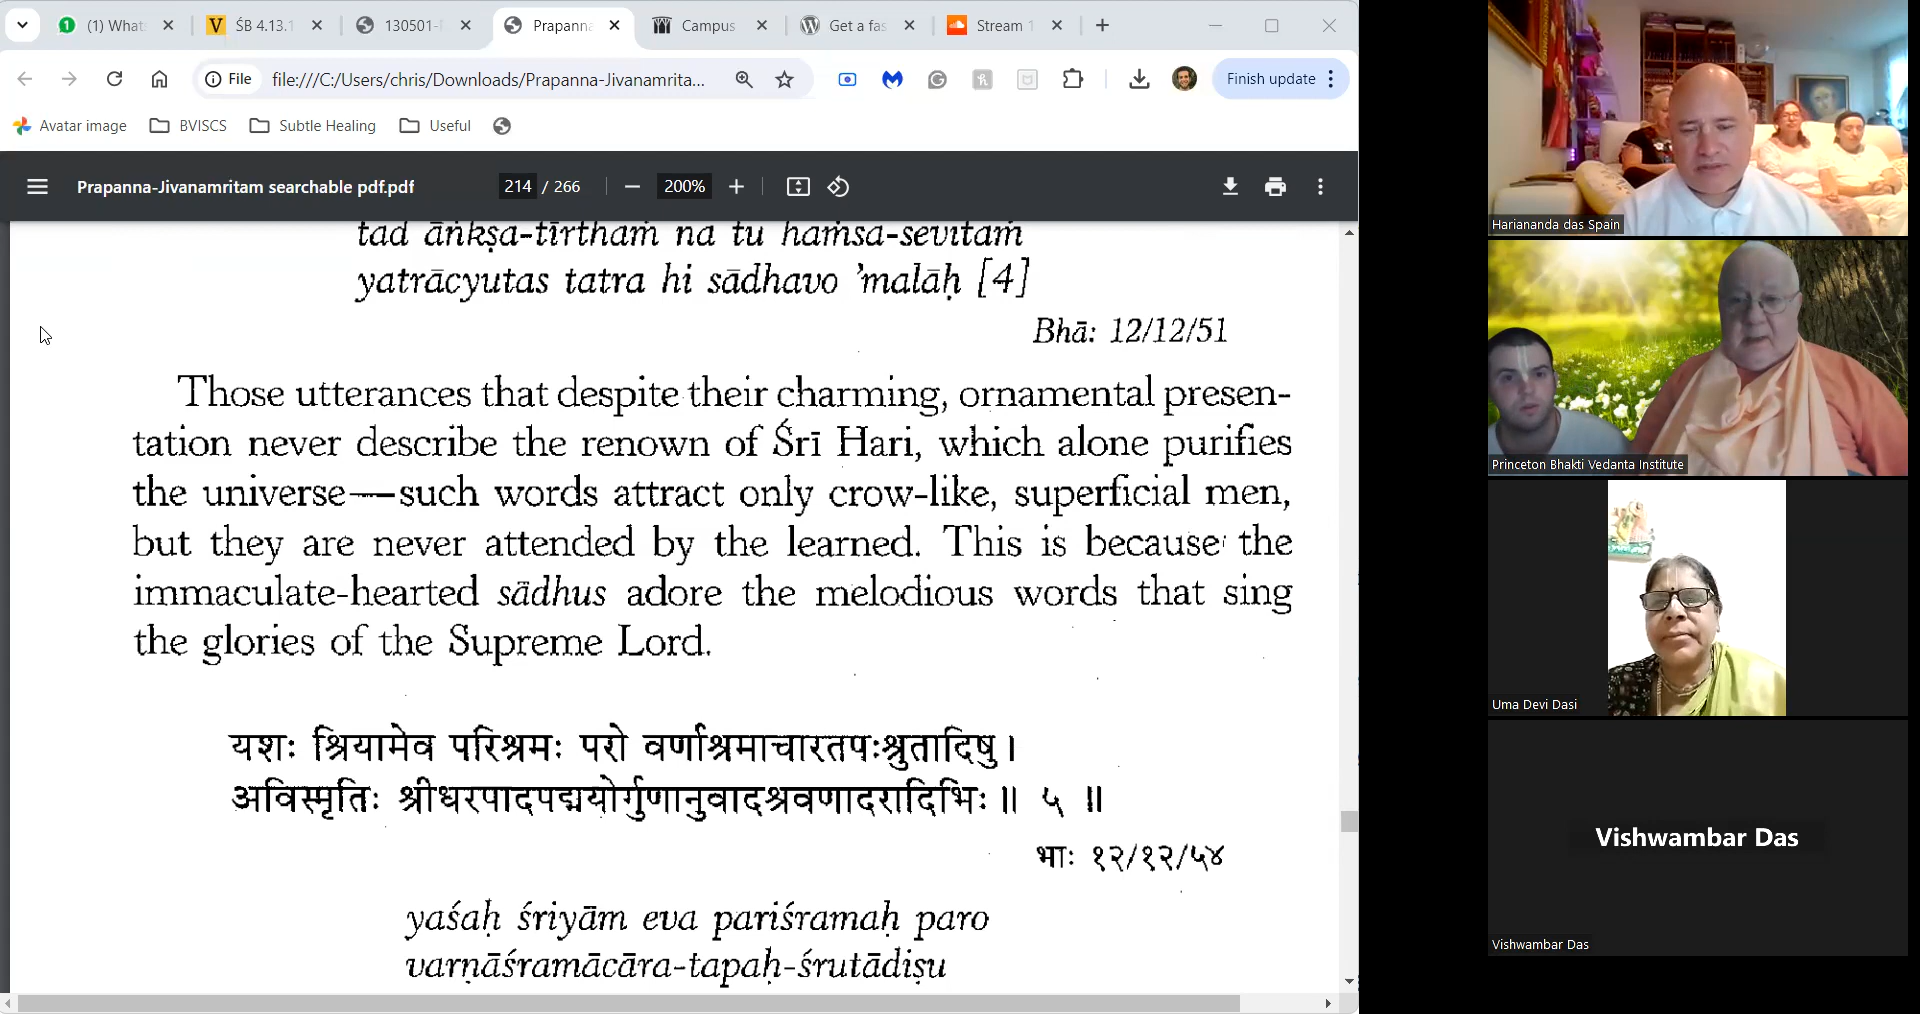 (1) Whats
ŚB 4.13.1
130501-
Prapanna
Campus
Get a fas
Stream 1
File
file:///C:/Users/chris/Downloads/Prapanna-Jivanamrita...
Finish update
Avatar image
BVISCS
Subtle Healing
Useful
Prapanna-Jivanamritam searchable pdf.pdf
214 / 266
200%
tad āṅkṣa-tīrthaṁ na tu haṁsa-sevitaṁ
yatrācyutas tatra hi sādhavo 'malāḥ [4]
Bhā: 12/12/51
Those utterances that despite their charming, ornamental presen-
tation never describe the renown of Śrī Hari, which alone purifies
the universe—such words attract only crow-like, superficial men,
but they are never attended by the learned. This is because the
immaculate-hearted sādhus adore the melodious words that sing
the glories of the Supreme Lord.
यशः श्रियामेव परिश्रमः परो वर्णाश्रमाचारतपःश्रुतादिषु।
अविस्मृतिः श्रीधरपादपद्मयोर्गुणानुवादश्रवणादरादिभिः॥ ५ ॥
भाः १२/१२/५४
yaśaḥ śriyām eva pariśramaḥ paro
varṇāśramācāra-tapaḥ-śrutādiṣu
Hariananda das Spain
Princeton Bhakti Vedanta Institute
Uma Devi Dasi
Vishwambar Das
Vishwambar Das